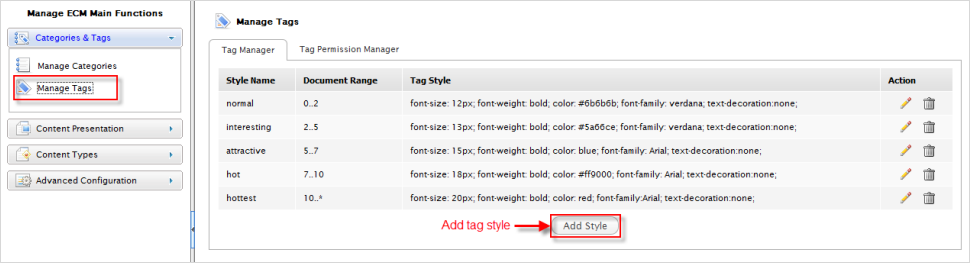 Manage ECM Main Functions
Categories & Tags
Manage Categories
Manage Tags
Content Presentation
Content Types
Advanced Configuration
Manage Tags
Tag Manager Tag Permission Manager
Style Name Document Range Tag Style Action
normal 0..2 font-size: 12px; font-weight: bold; color: #6b6b6b; font-family: verdana; text-decoration:none;
interesting 2..5 font-size: 13px; font-weight: bold; color: #5a66ce; font-family: verdana; text-decoration:none;
attractive 5..7 font-size: 15px; font-weight: bold; color: blue; font-family: Arial; text-decoration:none;
hot 7..10 font-size: 18px; font-weight: bold; color: #ff9000; font-family: Arial; text-decoration:none;
hottest 10..* font-size: 20px; font-weight: bold; color: red; font-family:Arial; text-decoration:none;
Add tag style Add Style